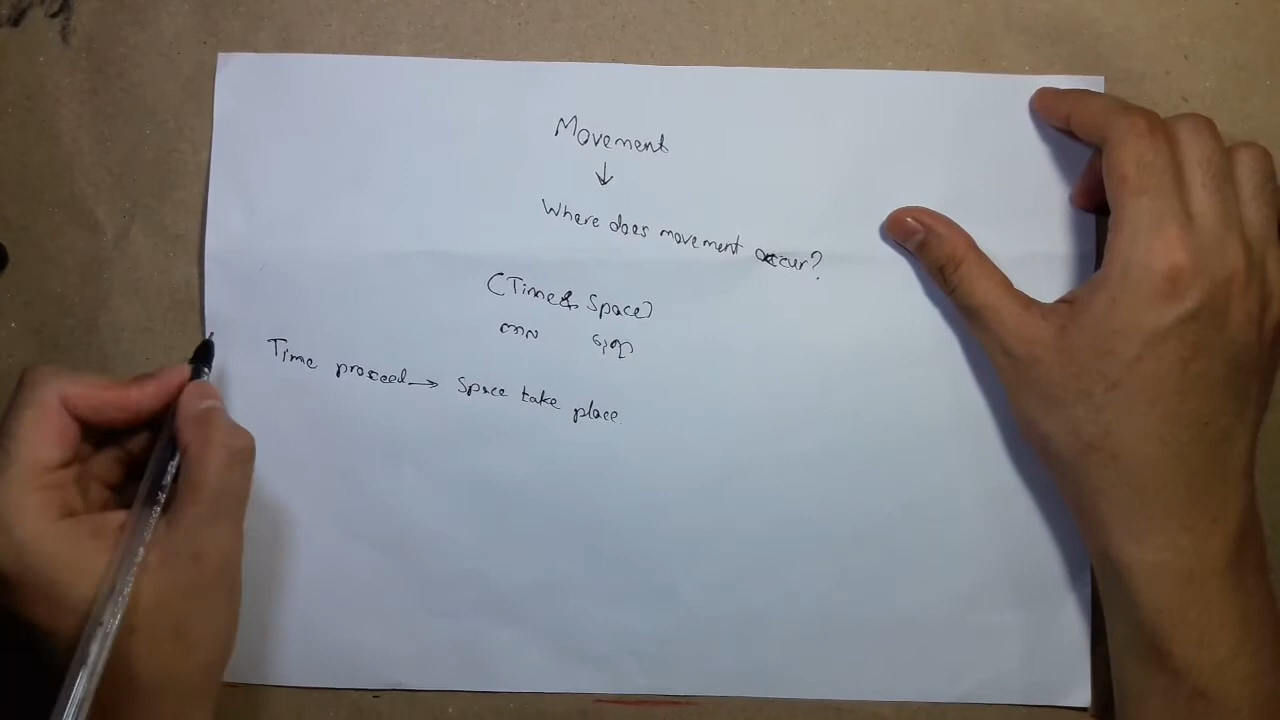 Movement
↓
Where does movement occur?
(Time & Space)
Time proceed → Space take place.